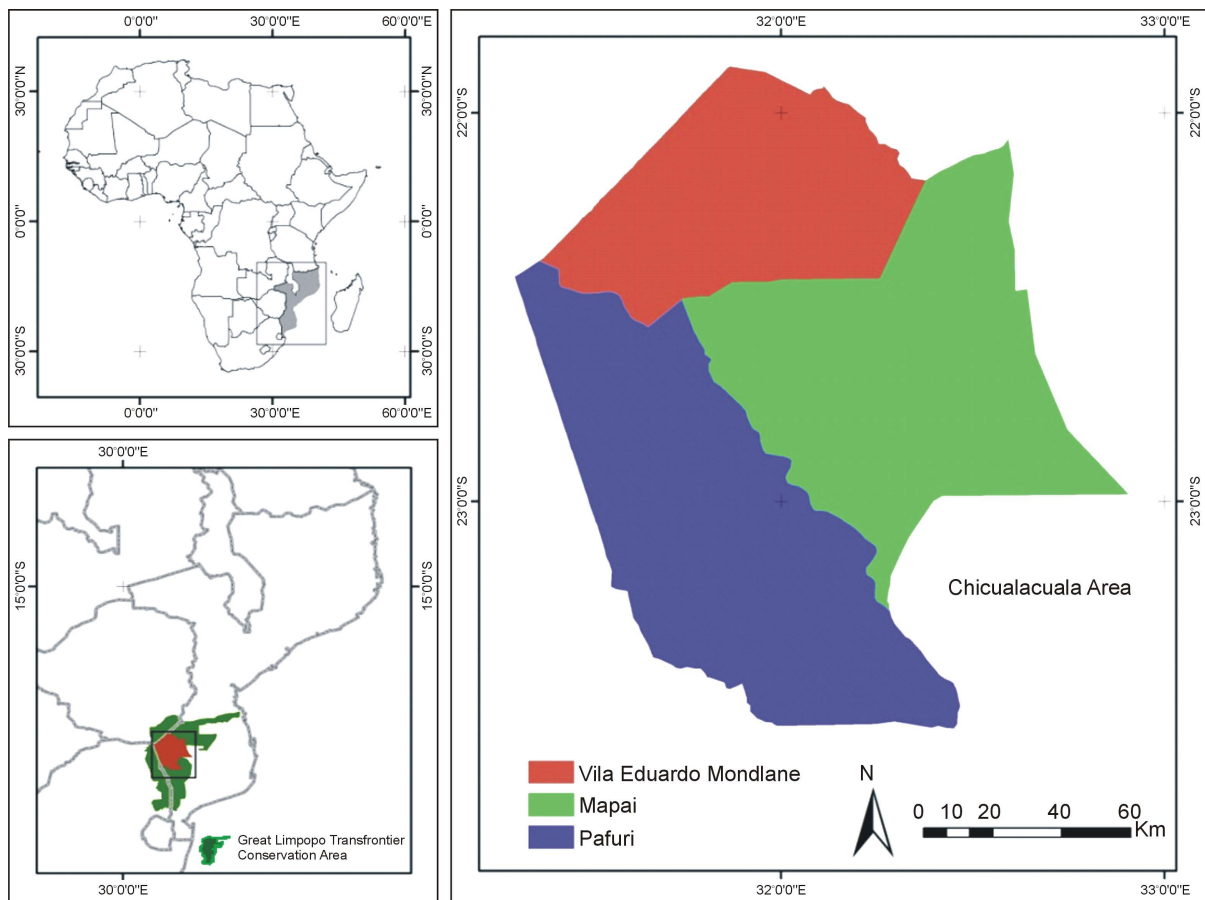 0°0'0" 30°0'0"E 60°0'0"E
30°0'0"N 30°0'0"N
0°0'0" 0°0'0"
30°0'0"S 30°0'0"S
0°0'0" 30°0'0"E 60°0'0"E
30°0'0"E
15°0'0"S 15°0'0"S
Great Limpopo Transfrontier
Conservation Area
30°0'0"E
32°0'0"E 33°0'0"E
22°0'0"S 22°0'0"S
23°0'0"S 23°0'0"S
Chicualacuala Area
Vila Eduardo Mondlane
Mapai
Pafuri
N
0 10 20 40 60
Km
32°0'0"E 33°0'0"E